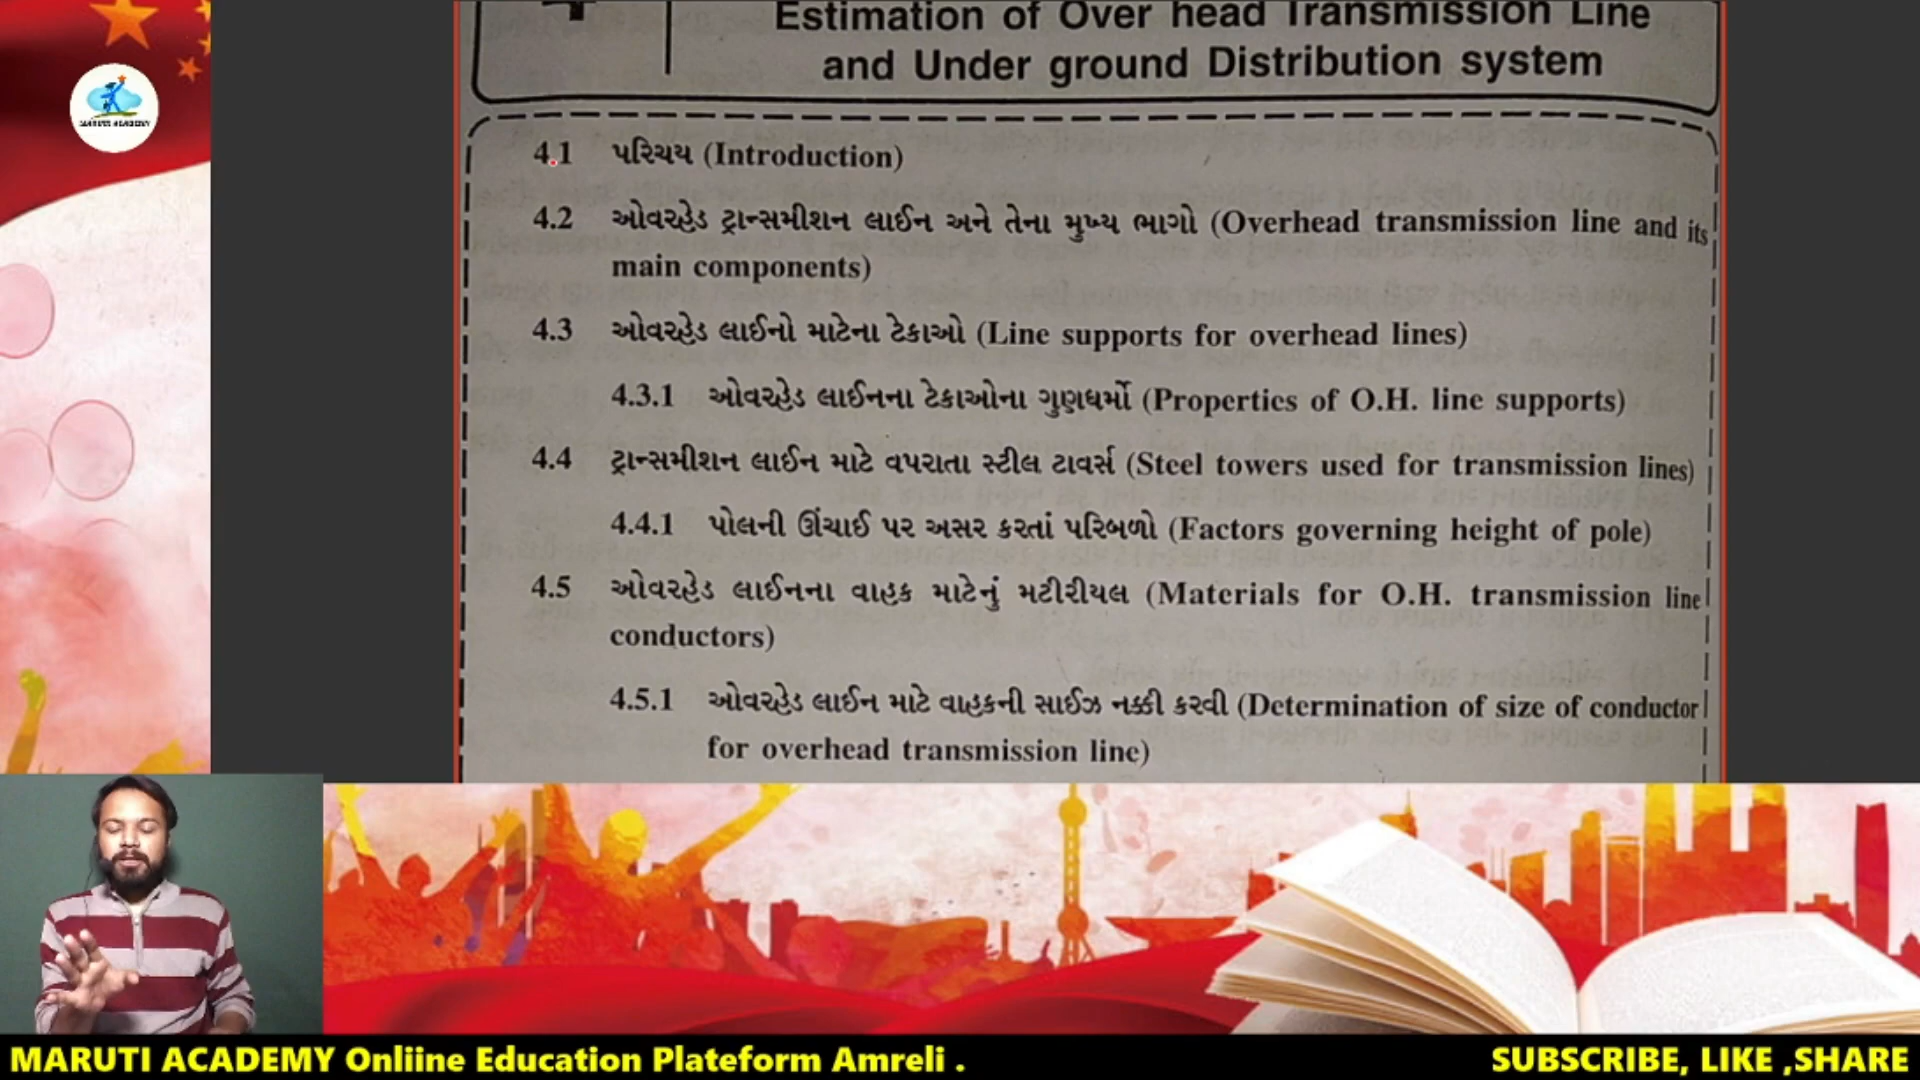 Estimation of Over head Transmission Line
and Under ground Distribution system
4.1 પરિચય (Introduction)
4.2 ઓવરહેડ ટ્રાન્સમીશન લાઈન અને તેના મુખ્ય ભાગો (Overhead transmission line and its
main components)
4.3 ઓવરહેડ લાઈનો માટેના ટેકાઓ (Line supports for overhead lines)
4.3.1 ઓવરહેડ લાઈનના ટેકાઓના ગુણધર્મો (Properties of O.H. line supports)
4.4 ટ્રાન્સમીશન લાઈન માટે વપરાતા સ્ટીલ ટાવર્સ (Steel towers used for transmission lines)
4.4.1 પોલની ઊંચાઈ પર અસર કરતાં પરિબળો (Factors governing height of pole)
4.5 ઓવરહેડ લાઈનના વાહક માટેનું મટીરીયલ (Materials for O.H. transmission line
conductors)
4.5.1 ઓવરહેડ લાઈન માટે વાહકની સાઈઝ નક્કી કરવી (Determination of size of conductor
for overhead transmission line)
MARUTI ACADEMY
MARUTI ACADEMY Onliine Education Plateform Amreli .
SUBSCRIBE, LIKE ,SHARE